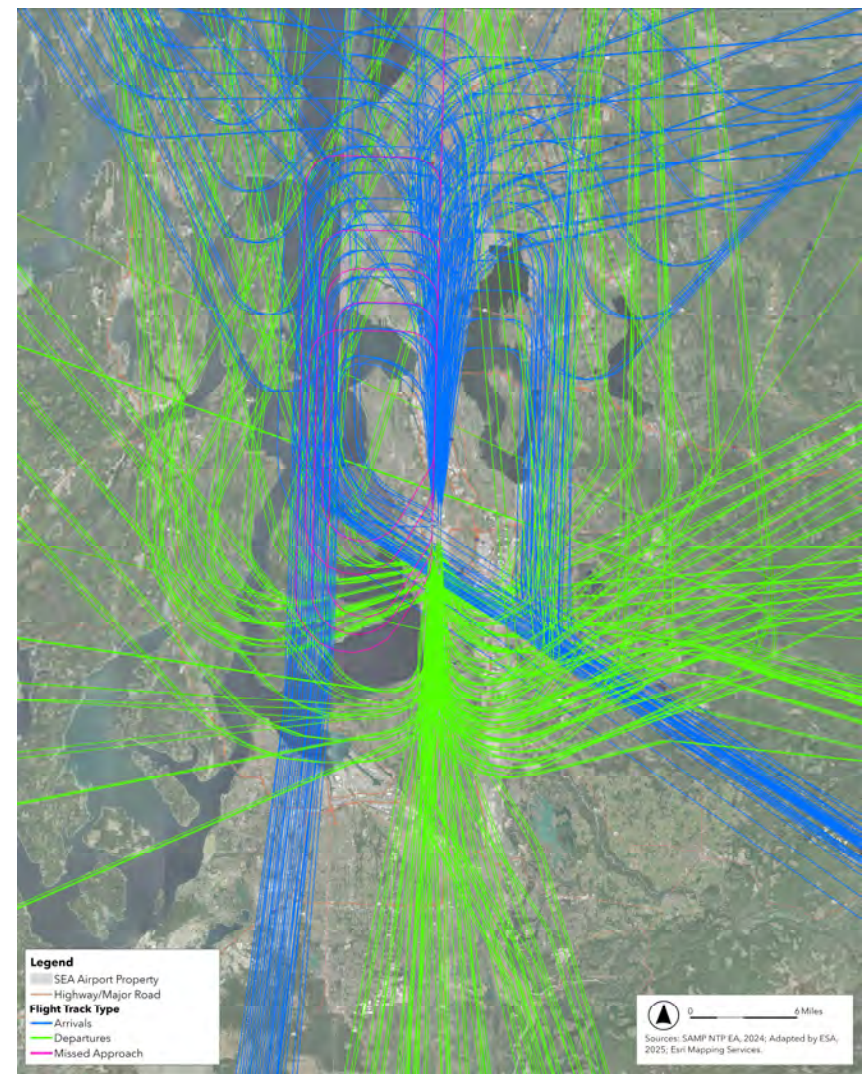 Legend
SEA Airport Property
Highway/Major Road
Flight Track Type
Arrivals
Departures
Missed Approach
0 6 Miles
Sources: SAMP NTP EA, 2024; Adapted by ESA,
2025; Esri Mapping Services.